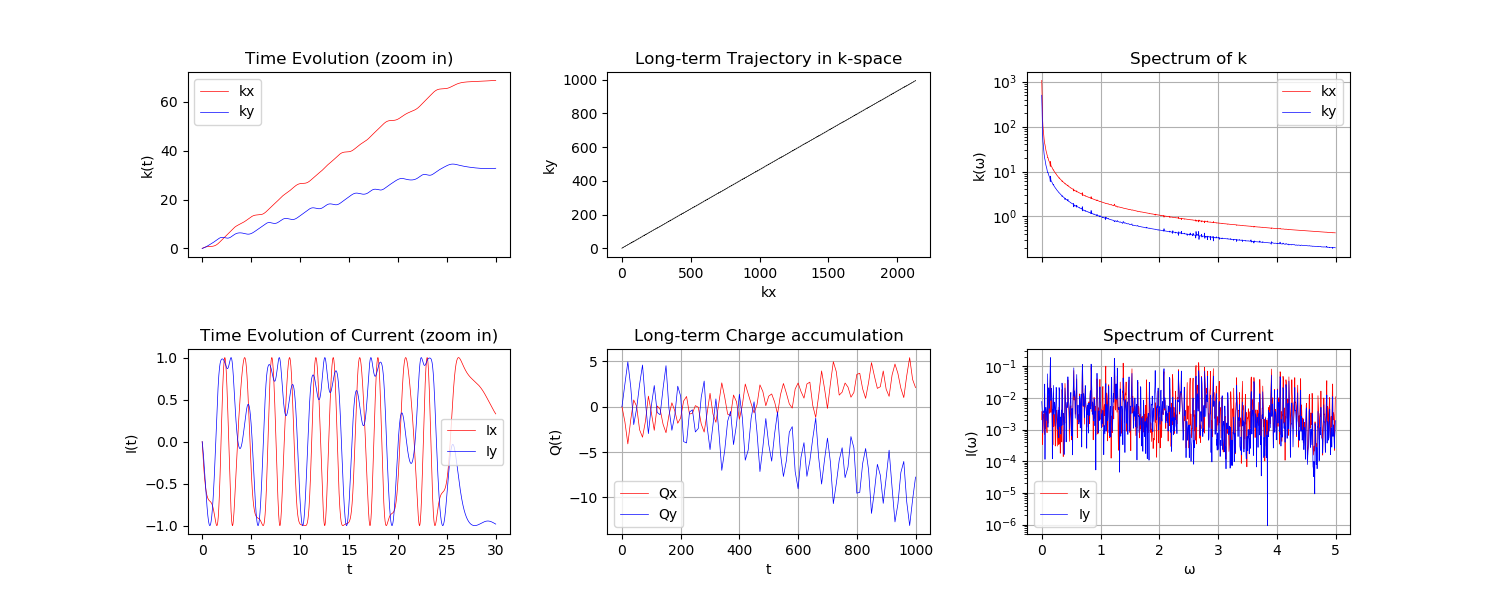 Time Evolution (zoom in)
k(t)
60
40
20
0
kx
ky
Long-term Trajectory in k-space
ky
1000
800
600
400
200
0
0 500 1000 1500 2000
kx
Spectrum of k
k(ω)
10³
10²
10¹
10⁰
kx
ky
Time Evolution of Current (zoom in)
I(t)
1.0
0.5
0.0
−0.5
−1.0
Ix
Iy
0 5 10 15 20 25 30
t
Long-term Charge accumulation
Q(t)
5
0
−5
−10
Qx
Qy
0 200 400 600 800 1000
t
Spectrum of Current
I(ω)
10⁻¹
10⁻²
10⁻³
10⁻⁴
10⁻⁵
10⁻⁶
Ix
Iy
0 1 2 3 4 5
ω